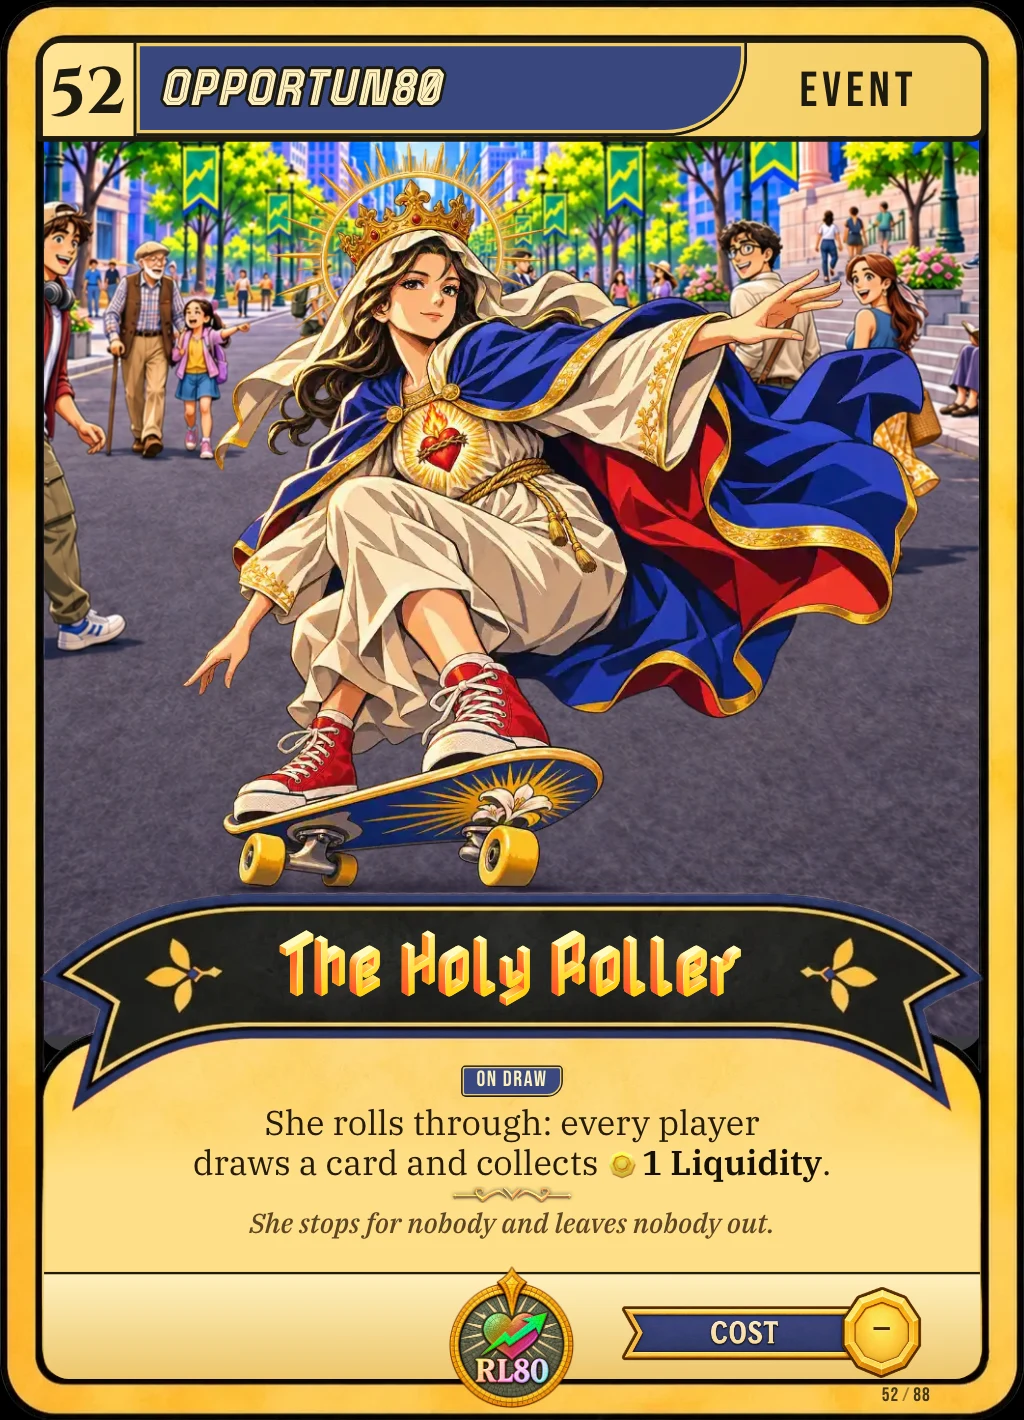 52
OPPORTUN80
EVENT
The Holy Roller
ON DRAW
She rolls through: every player
draws a card and collects 1 Liquidity.
She stops for nobody and leaves nobody out.
RL80
COST
–
52 / 88